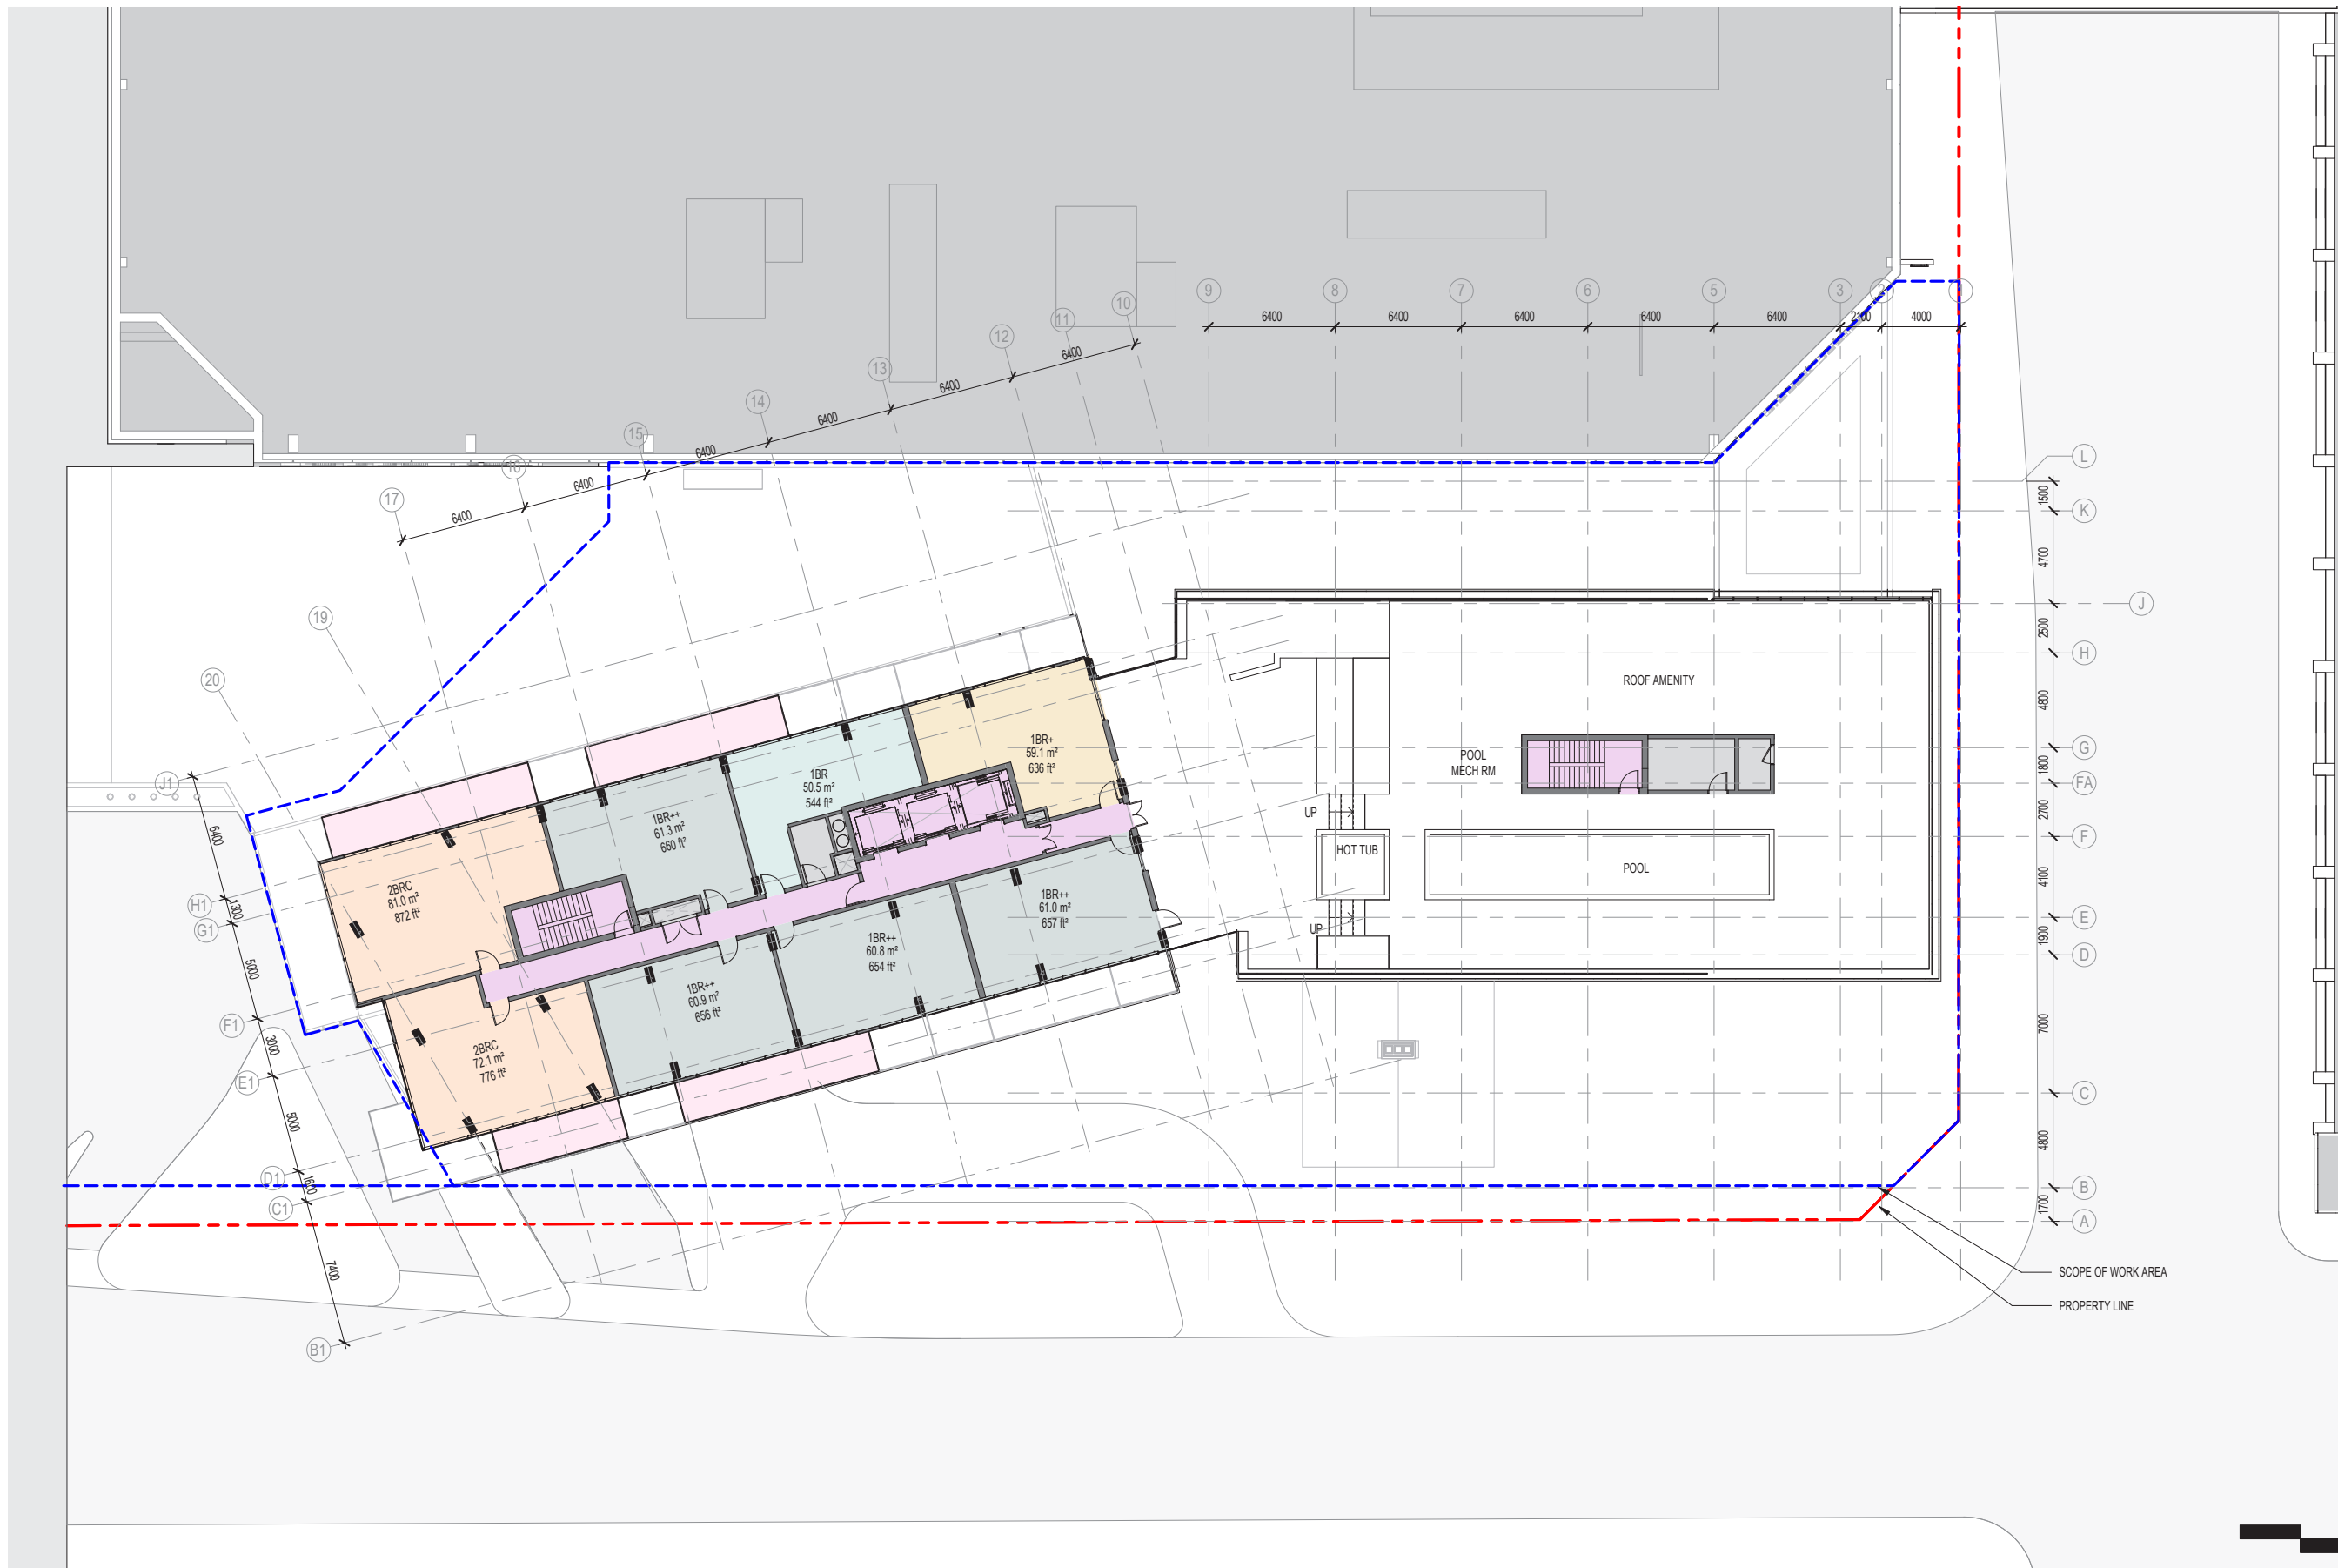 10
9
8
7
6
5
3
2
11
12
13
14
15
16
17
19
20
6400
6400
6400
6400
6400
2100
4000
6400
6400
6400
6400
6400
6400
L
1500
K
4700
J
2500
H
4800
G
1800
FA
2700
F
4100
E
1900
D
7000
C
4800
B
1700
A
J1
6400
H1
1300
G1
5000
F1
3000
E1
5000
D1
1600
C1
7400
B1
1BR+
59.1 m²
636 ft²
1BR
50.5 m²
544 ft²
1BR++
61.3 m²
660 ft²
2BRC
81.0 m²
872 ft²
1BR++
61.0 m²
657 ft²
1BR++
60.8 m²
654 ft²
1BR++
60.9 m²
656 ft²
2BRC
72.1 m²
776 ft²
ROOF AMENITY
POOL
MECH RM
UP
HOT TUB
POOL
UP
SCOPE OF WORK AREA
PROPERTY LINE